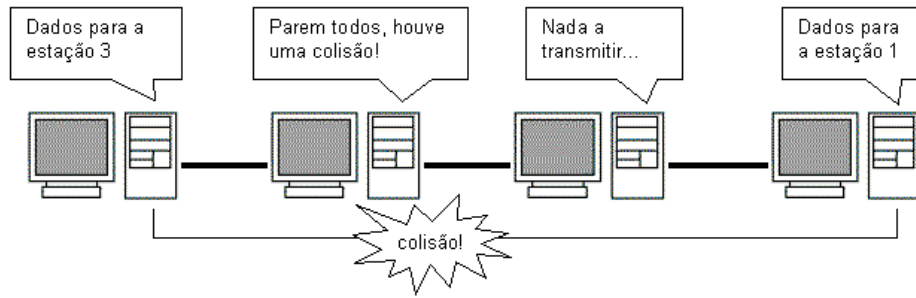 Dados para a
estação 3
Parem todos, houve
uma colisão!
Nada a
transmitir...
Dados para
a estação 1
colisão!